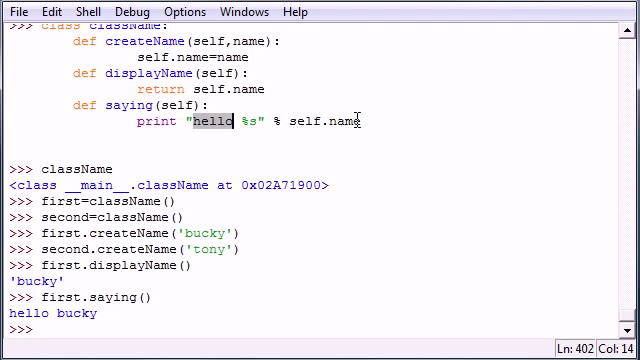 File Edit Debug Options Windows Help
>>> class className:
def createName(self,name):
self.name=name
def displayName(self):
return self.name
def saying(self):
print "hello %s" % self.name
>>> className
<class __main__.className at 0x02A71900>
>>> first=className()
>>> second=className()
>>> first.createName('bucky')
>>> second.createName('tony')
>>> first.displayName()
'bucky'
>>> first.saying()
hello bucky
>>>
Ln: 402 Col: 14